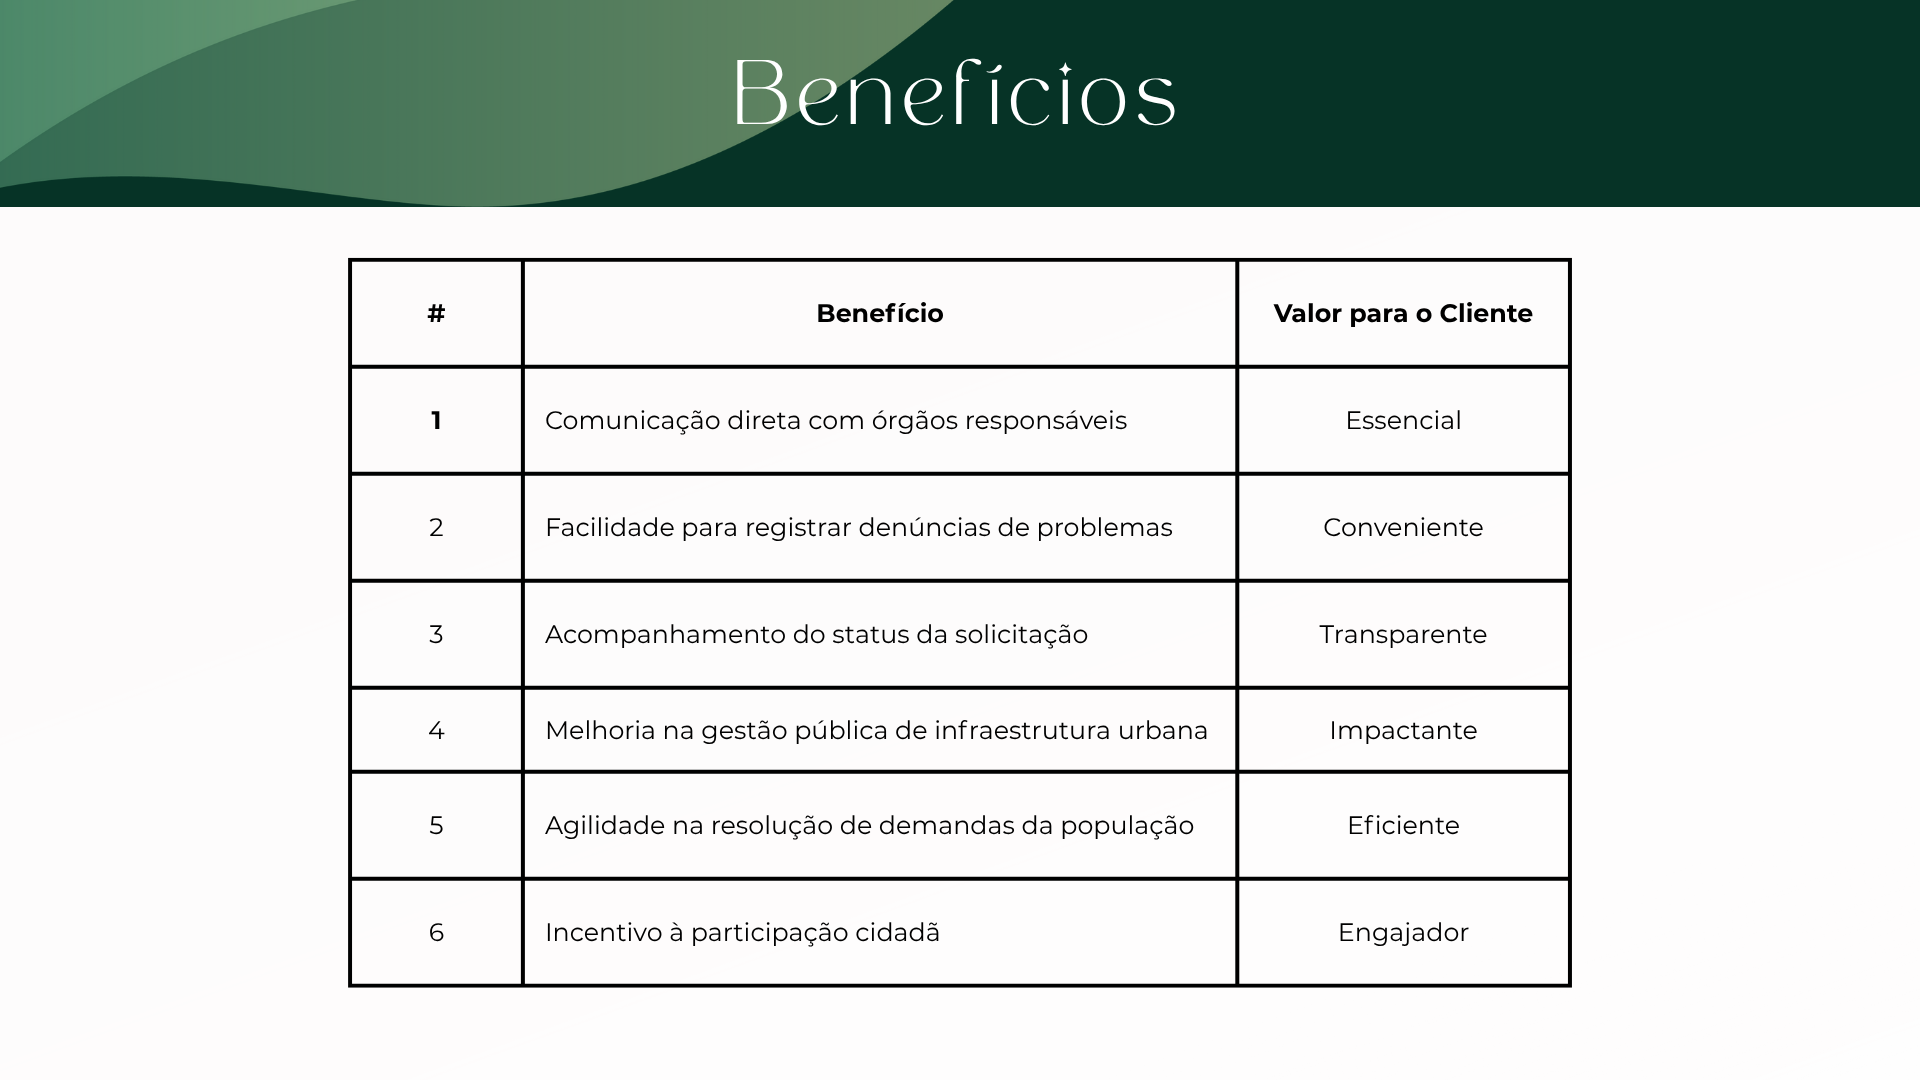 Benefícios
# Benefício Valor para o Cliente
1 Comunicação direta com órgãos responsáveis Essencial
2 Facilidade para registrar denúncias de problemas Conveniente
3 Acompanhamento do status da solicitação Transparente
4 Melhoria na gestão pública de infraestrutura urbana Impactante
5 Agilidade na resolução de demandas da população Eficiente
6 Incentivo à participação cidadã Engajador